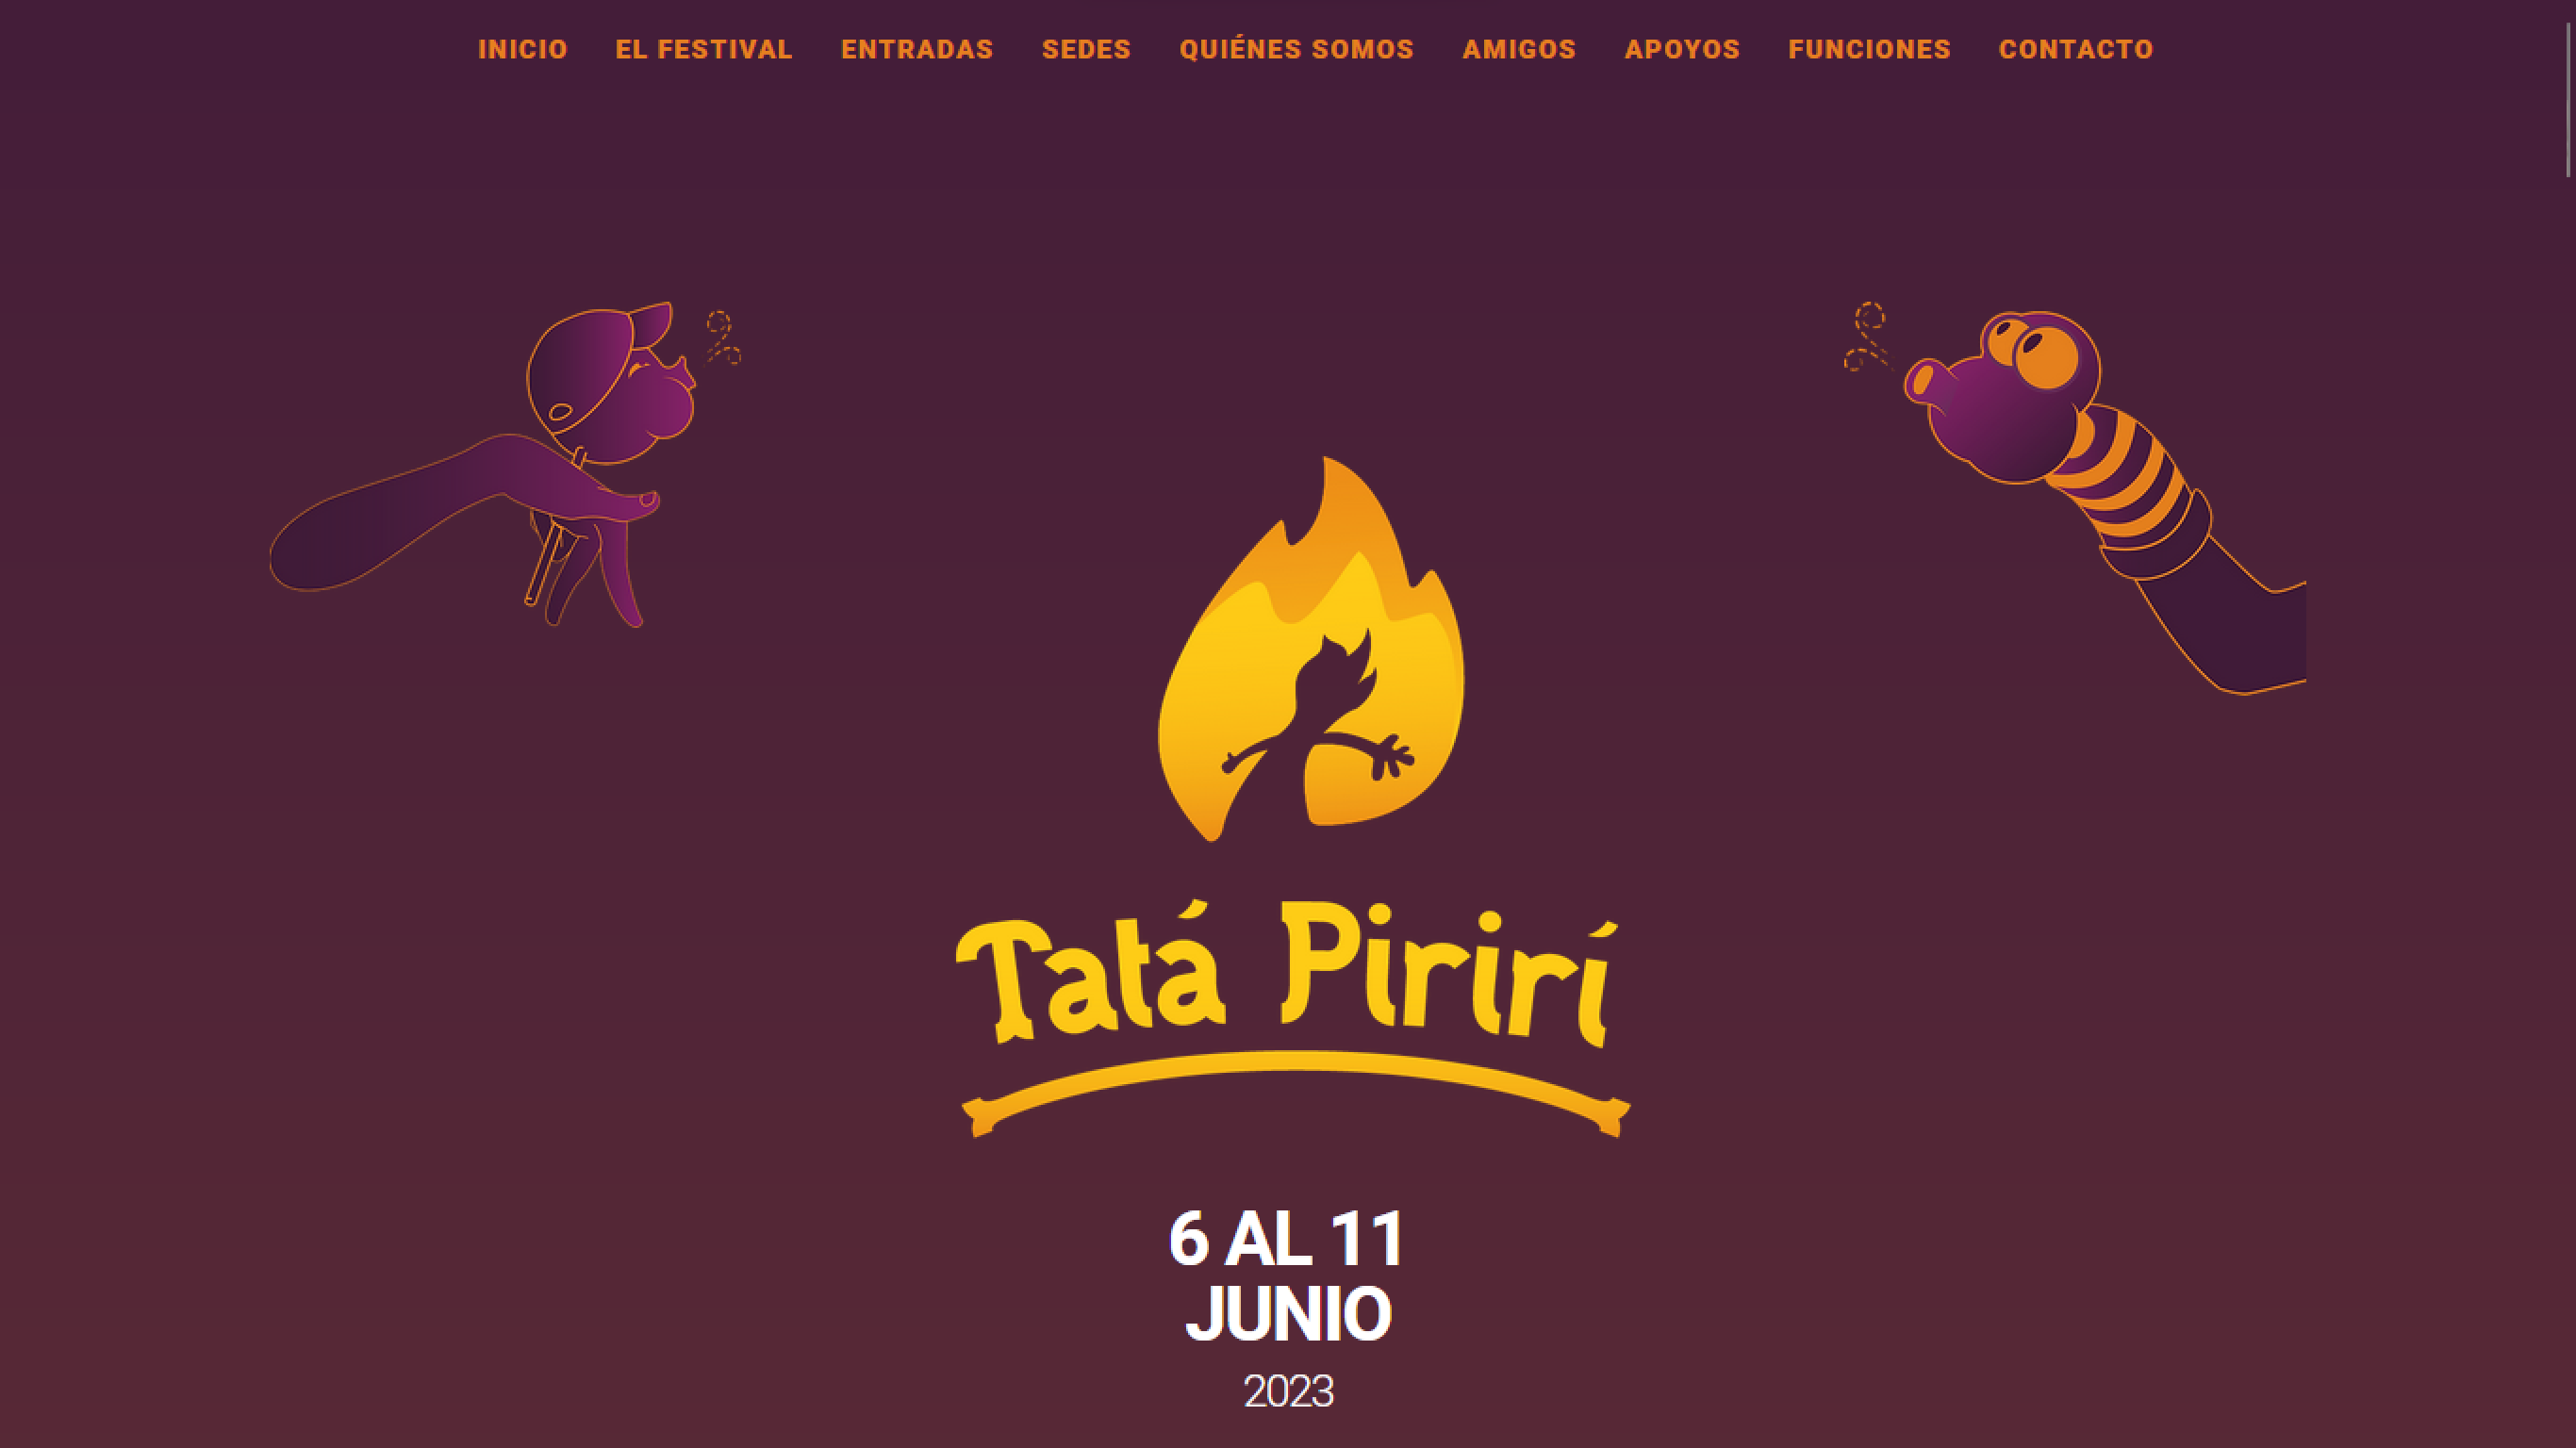 INICIO EL FESTIVAL ENTRADAS SEDES QUIÉNES SOMOS AMIGOS APOYOS FUNCIONES CONTACTO
Tatá Pirirí
6 AL 11
JUNIO
2023